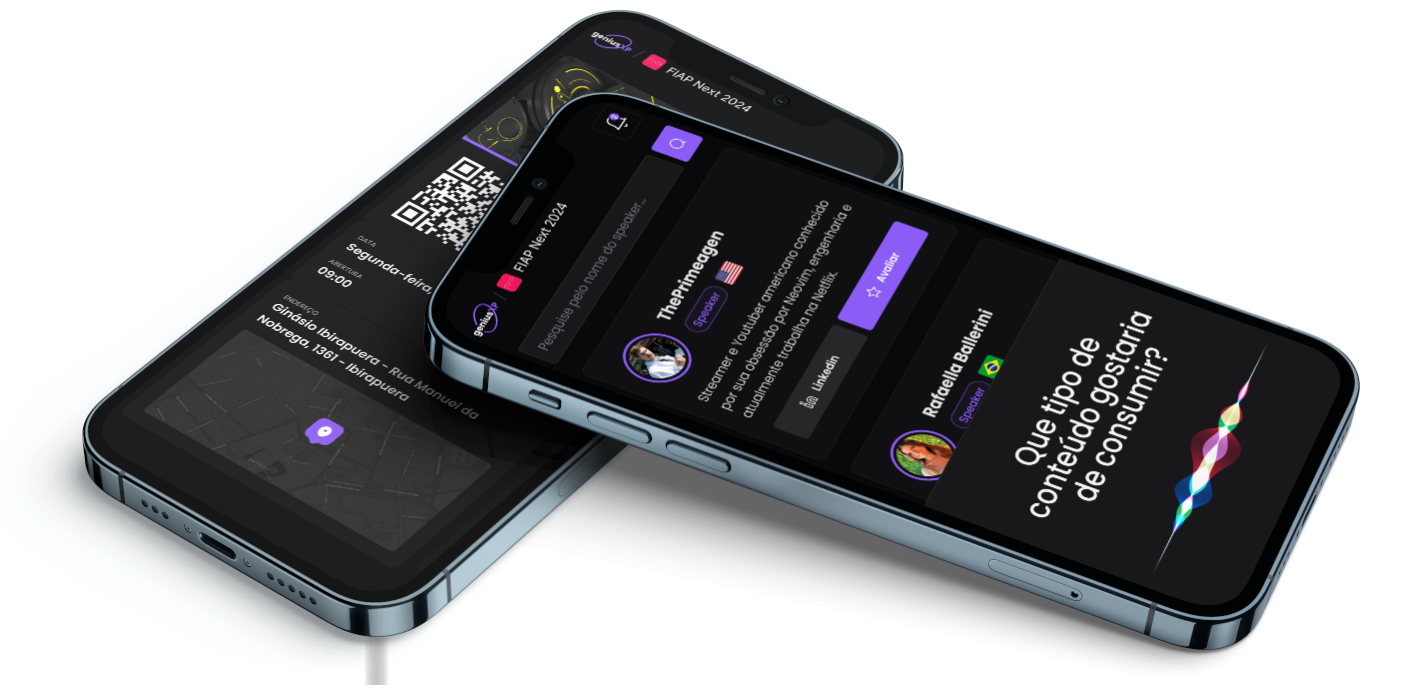 geniusXP / FIAP Next 2024
DATA
Segunda-feira,
ABERTURA
09:00
ENDEREÇO
Ginásio Ibirapuera - Rua Manuel da
Nobrega, 1361 - Ibirapuera
geniusXP / FIAP Next 2024
Pesquise pelo nome do speaker...
ThePrimeagen
Speaker
Streamer e Youtuber americano conhecido
por sua obsessão por Neovim, engenharia e
atualmente trabalha na Netflix.
in Linkedin
Avaliar
Rafaella Ballerini
Speaker
Que tipo de
conteúdo gostaria
de consumir?